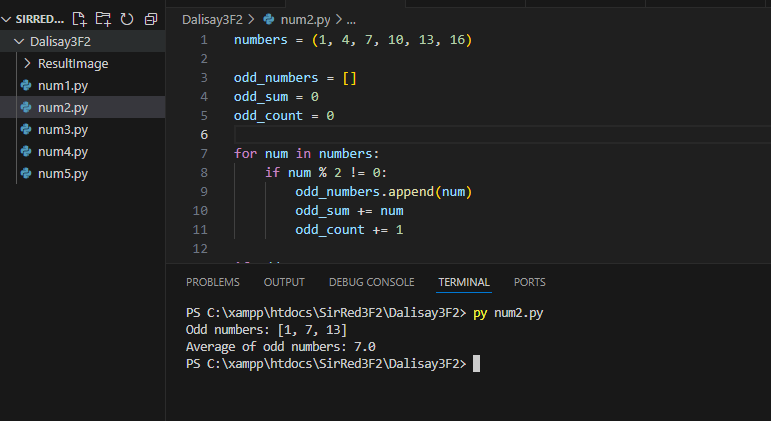 SIRRED...
Dalisay3F2
ResultImage
num1.py
num2.py
num3.py
num4.py
num5.py
Dalisay3F2 > num2.py > ...
1 numbers = (1, 4, 7, 10, 13, 16)
2
3 odd_numbers = []
4 odd_sum = 0
5 odd_count = 0
6
7 for num in numbers:
8 if num % 2 != 0:
9 odd_numbers.append(num)
10 odd_sum += num
11 odd_count += 1
12
PROBLEMS OUTPUT DEBUG CONSOLE TERMINAL PORTS
PS C:\xampp\htdocs\SirRed3F2\Dalisay3F2> py num2.py
Odd numbers: [1, 7, 13]
Average of odd numbers: 7.0
PS C:\xampp\htdocs\SirRed3F2\Dalisay3F2>